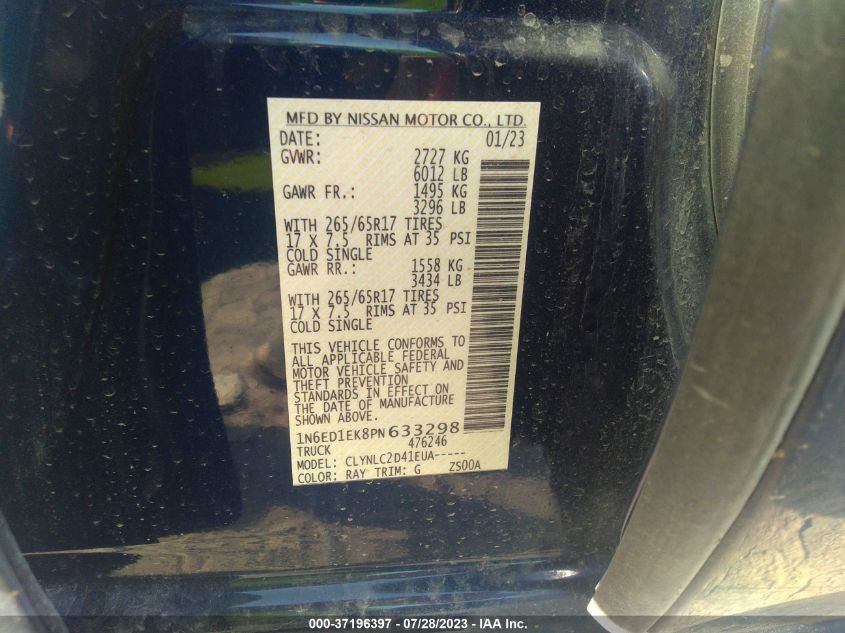 MFD BY NISSAN MOTOR CO., LTD.
DATE: 01/23
GVWR: 2727 KG
6012 LB
GAWR FR.: 1495 KG
3296 LB
WITH 265/65R17 TIRES
17 X 7.5 RIMS AT 35 PSI
COLD SINGLE
GAWR RR.: 1558 KG
3434 LB
WITH 265/65R17 TIRES
17 X 7.5 RIMS AT 35 PSI
COLD SINGLE
THIS VEHICLE CONFORMS TO
ALL APPLICABLE FEDERAL
MOTOR VEHICLE SAFETY AND
THEFT PREVENTION
STANDARDS IN EFFECT ON
THE DATE OF MANUFACTURE
SHOWN ABOVE.
1N6ED1EK8PN633298
TRUCK 476246
MODEL: CLYNLC2D41EUA-----
COLOR: RAY TRIM: G ZS00A
000-37196397 - 07/28/2023 - IAA Inc.